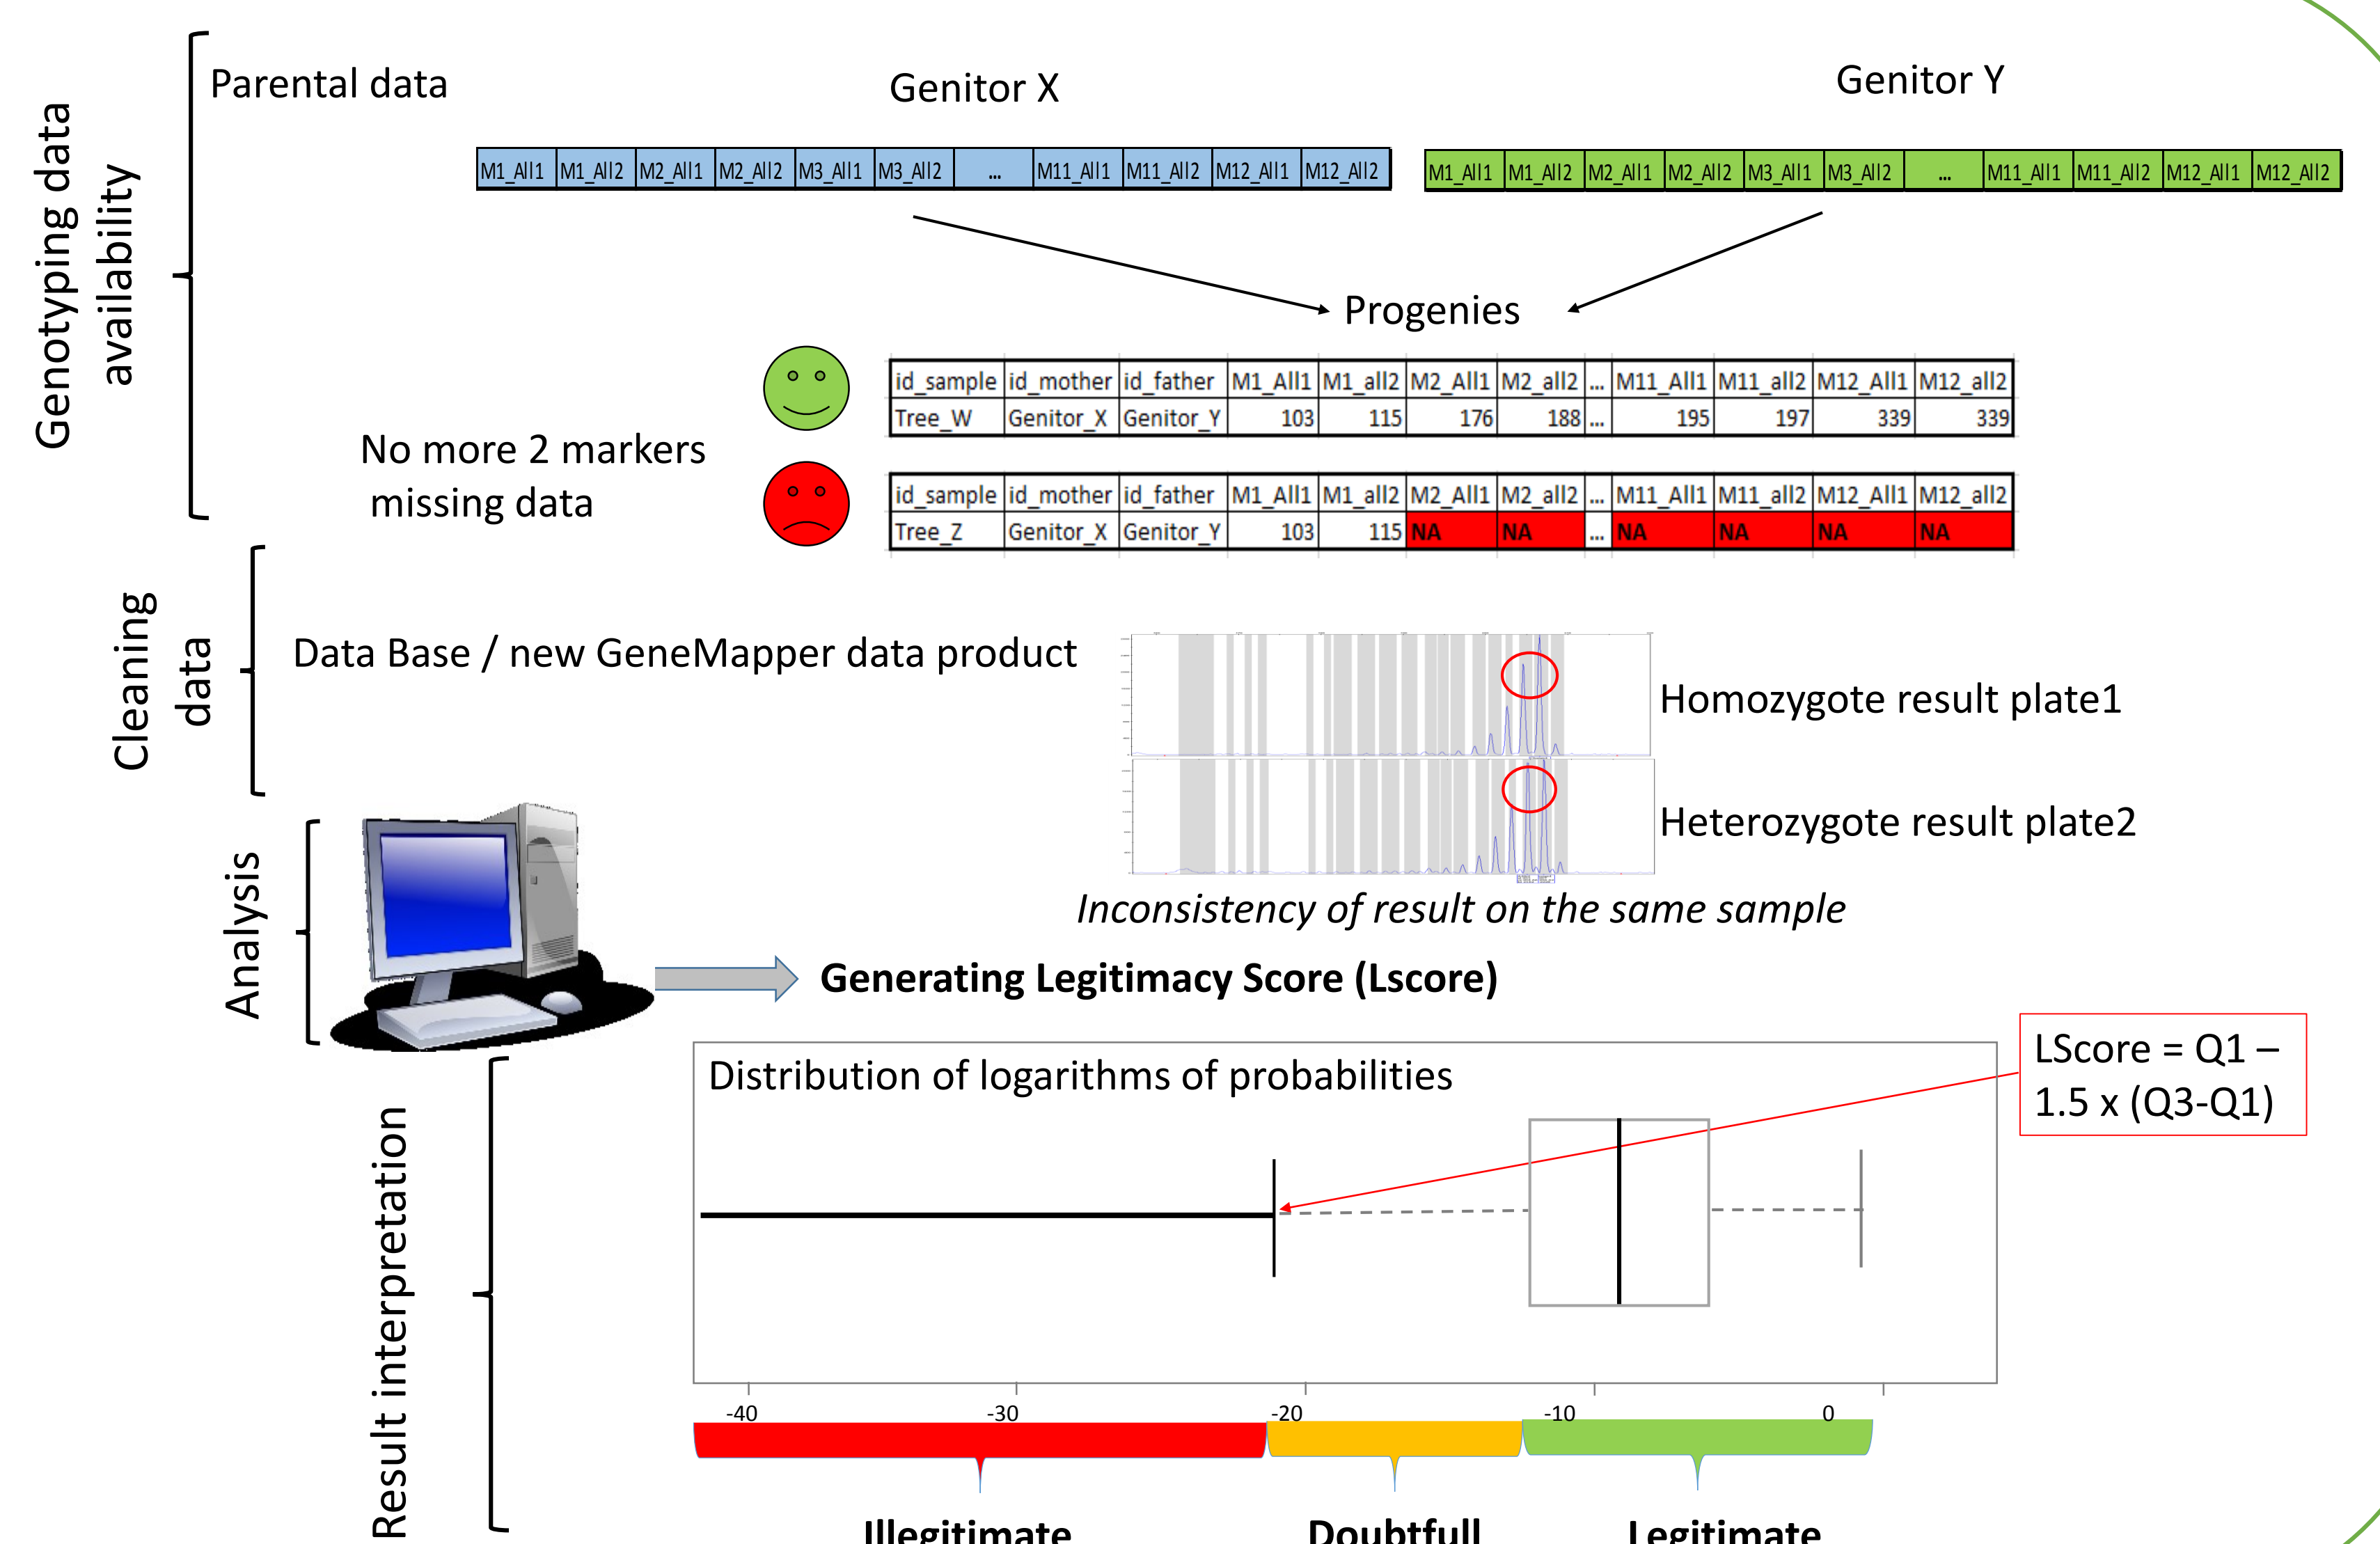 Genotyping data
availability
Parental data
Genitor X
Genitor Y
M1_All1 M1_All2 M2_All1 M2_All2 M3_All1 M3_All2 ... M11_All1 M11_All2 M12_All1 M12_All2
M1_All1 M1_All2 M2_All1 M2_All2 M3_All1 M3_All2 ... M11_All1 M11_All2 M12_All1 M12_All2
Progenies
id_sample id_mother id_father M1_All1 M1_all2 M2_All1 M2_all2 ... M11_All1 M11_all2 M12_All1 M12_all2
Tree_W Genitor_X Genitor_Y 103 115 176 188 ... 195 197 339 339
No more 2 markers
missing data
id_sample id_mother id_father M1_All1 M1_all2 M2_All1 M2_all2 ... M11_All1 M11_all2 M12_All1 M12_all2
Tree_Z Genitor_X Genitor_Y 103 115 NA NA ... NA NA NA NA
Cleaning
data
Data Base / new GeneMapper data product
Homozygote result plate1
Heterozygote result plate2
Inconsistency of result on the same sample
Analysis
Generating Legitimacy Score (Lscore)
Result interpretation
Distribution of logarithms of probabilities
LScore = Q1 –
1.5 x (Q3-Q1)
-40 -30 -20 -10 0
Illegitimate Doubtfull Legitimate